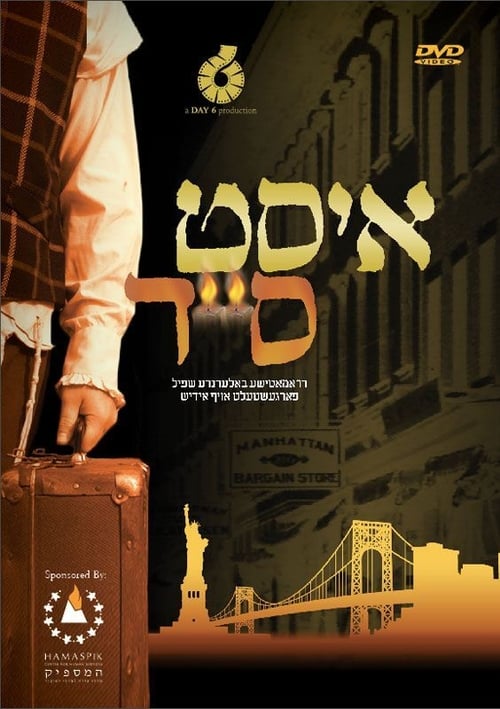 DVD
VIDEO
a DAY 6 production
איסט
סייד
דראמאטישע באלערנדע שפיל
פארגעשטעלט אויף אידיש
MANHATTAN
BARGAIN STORE
Sponsored By:
HAMASPIK
המספיק